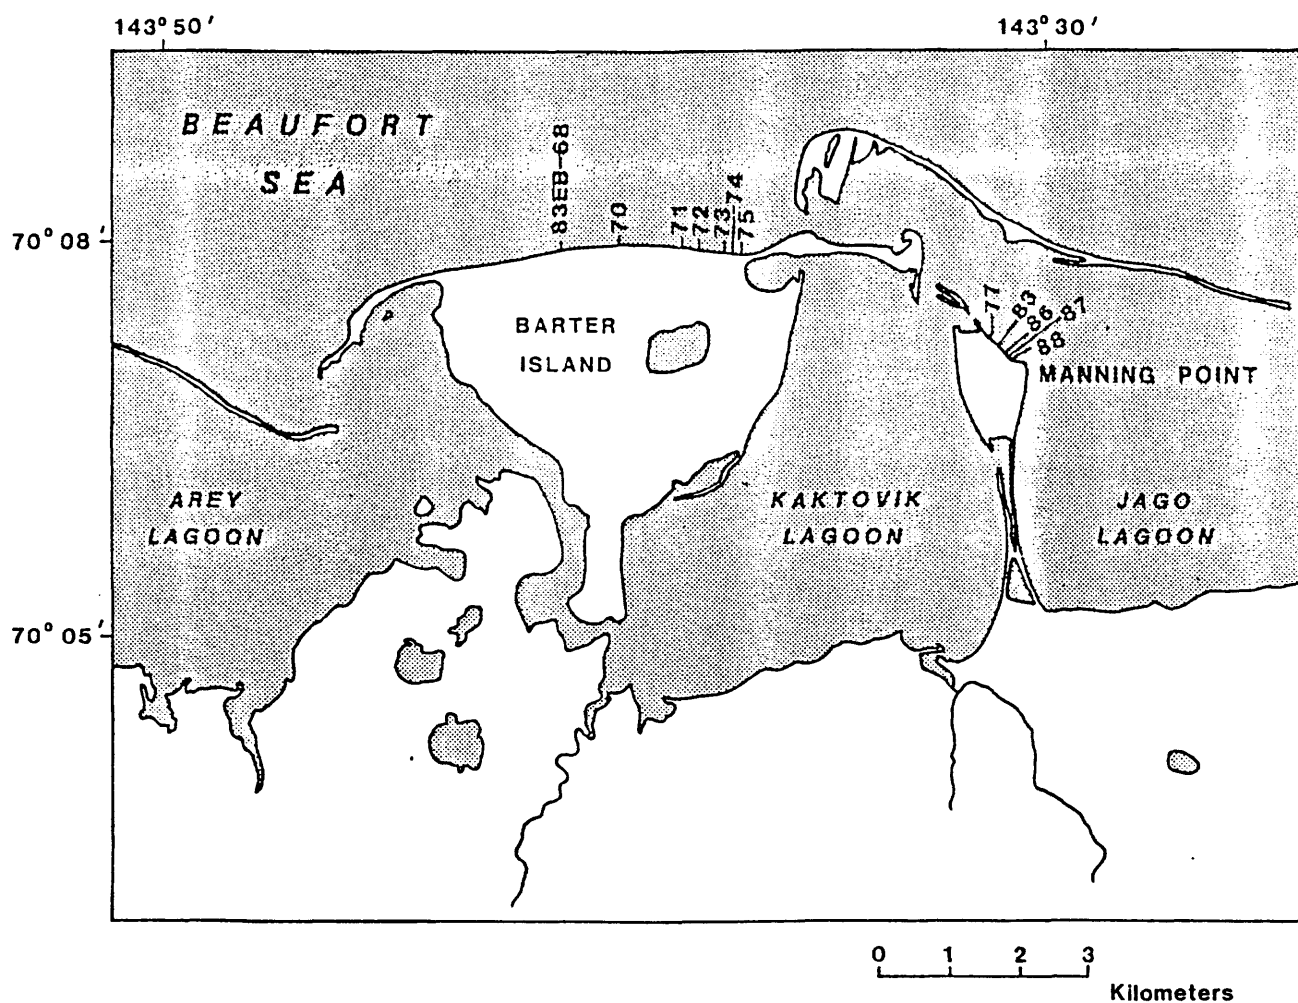 143° 50' 143° 30'
BEAUFORT
SEA
70° 08'
83EB-68
70
71
72
73
74
75
77
83
86
87
88
BARTER
ISLAND
MANNING POINT
AREY
LAGOON
KAKTOVIK
LAGOON
JAGO
LAGOON
70° 05'
0 1 2 3
Kilometers